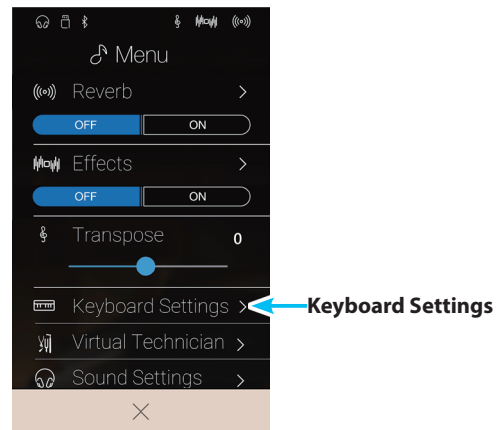 Menu
Reverb
OFF ON
Effects
OFF ON
Transpose 0
Keyboard Settings
Keyboard Settings
Virtual Technician
Sound Settings